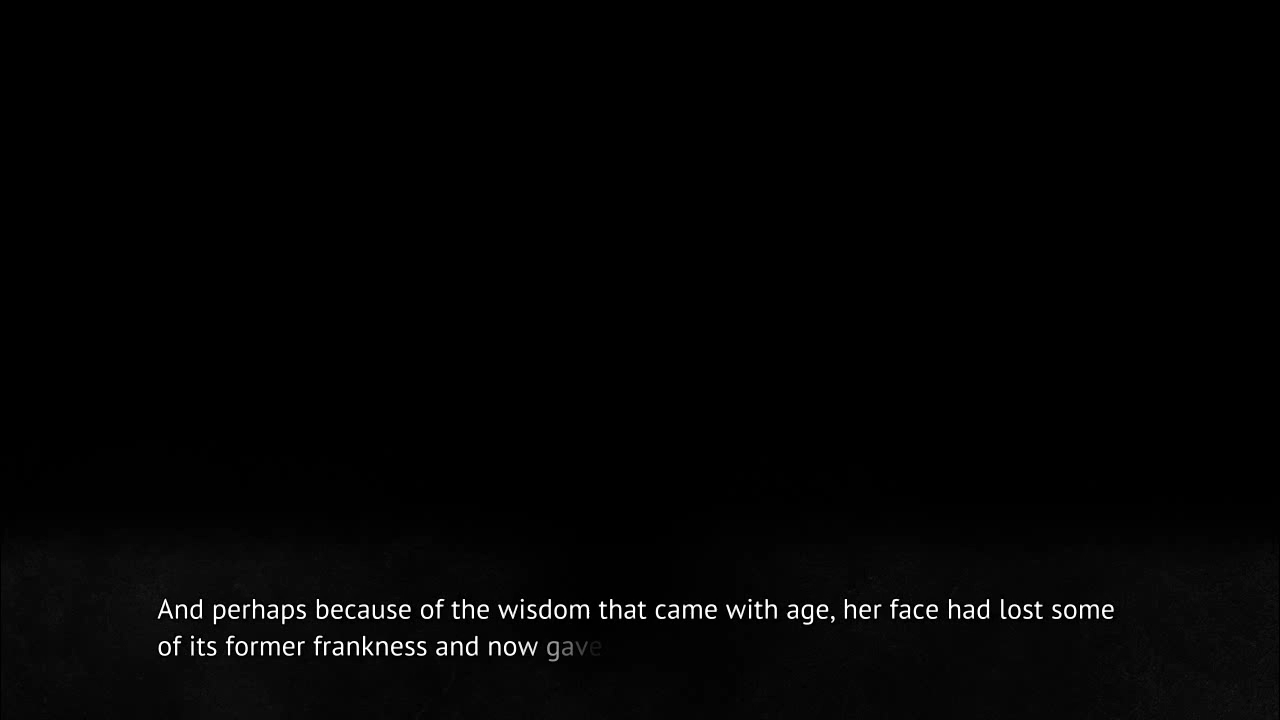 And perhaps because of the wisdom that came with age, her face had lost some
of its former frankness and now gave